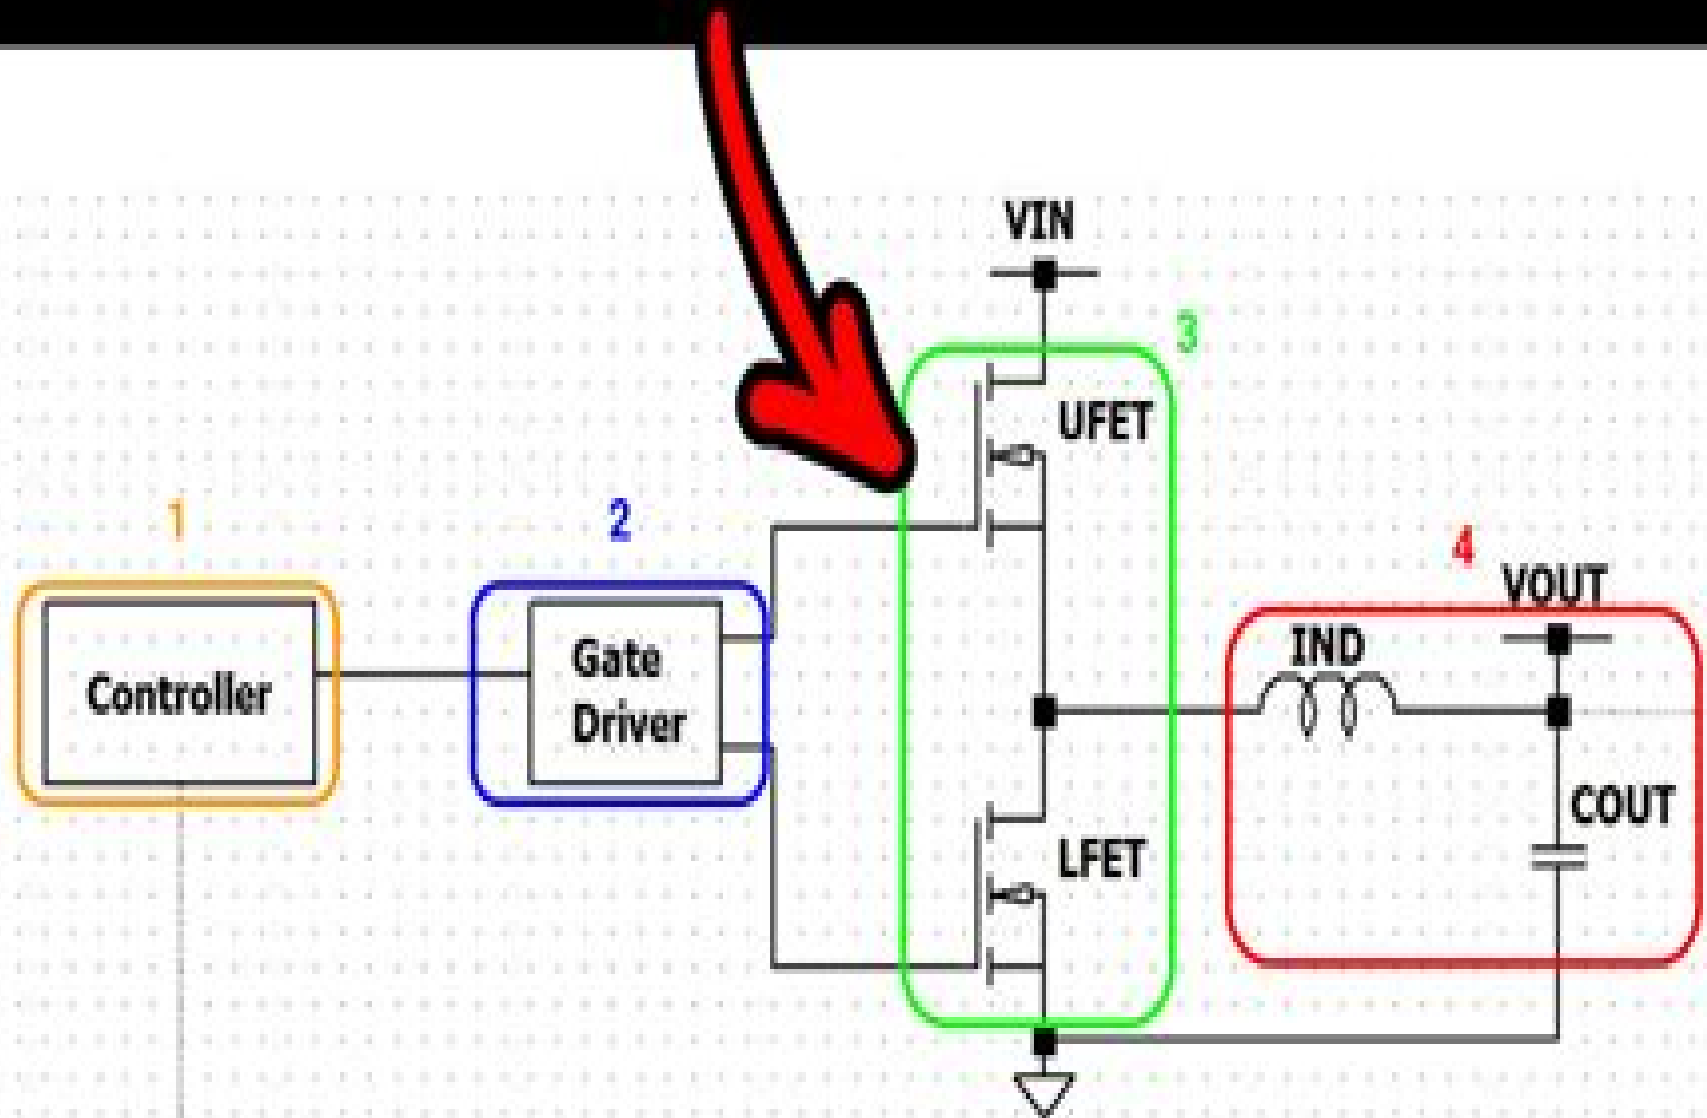 VIN
3
UFET
1
2
4
VOUT
IND
Controller
Gate
Driver
COUT
LFET